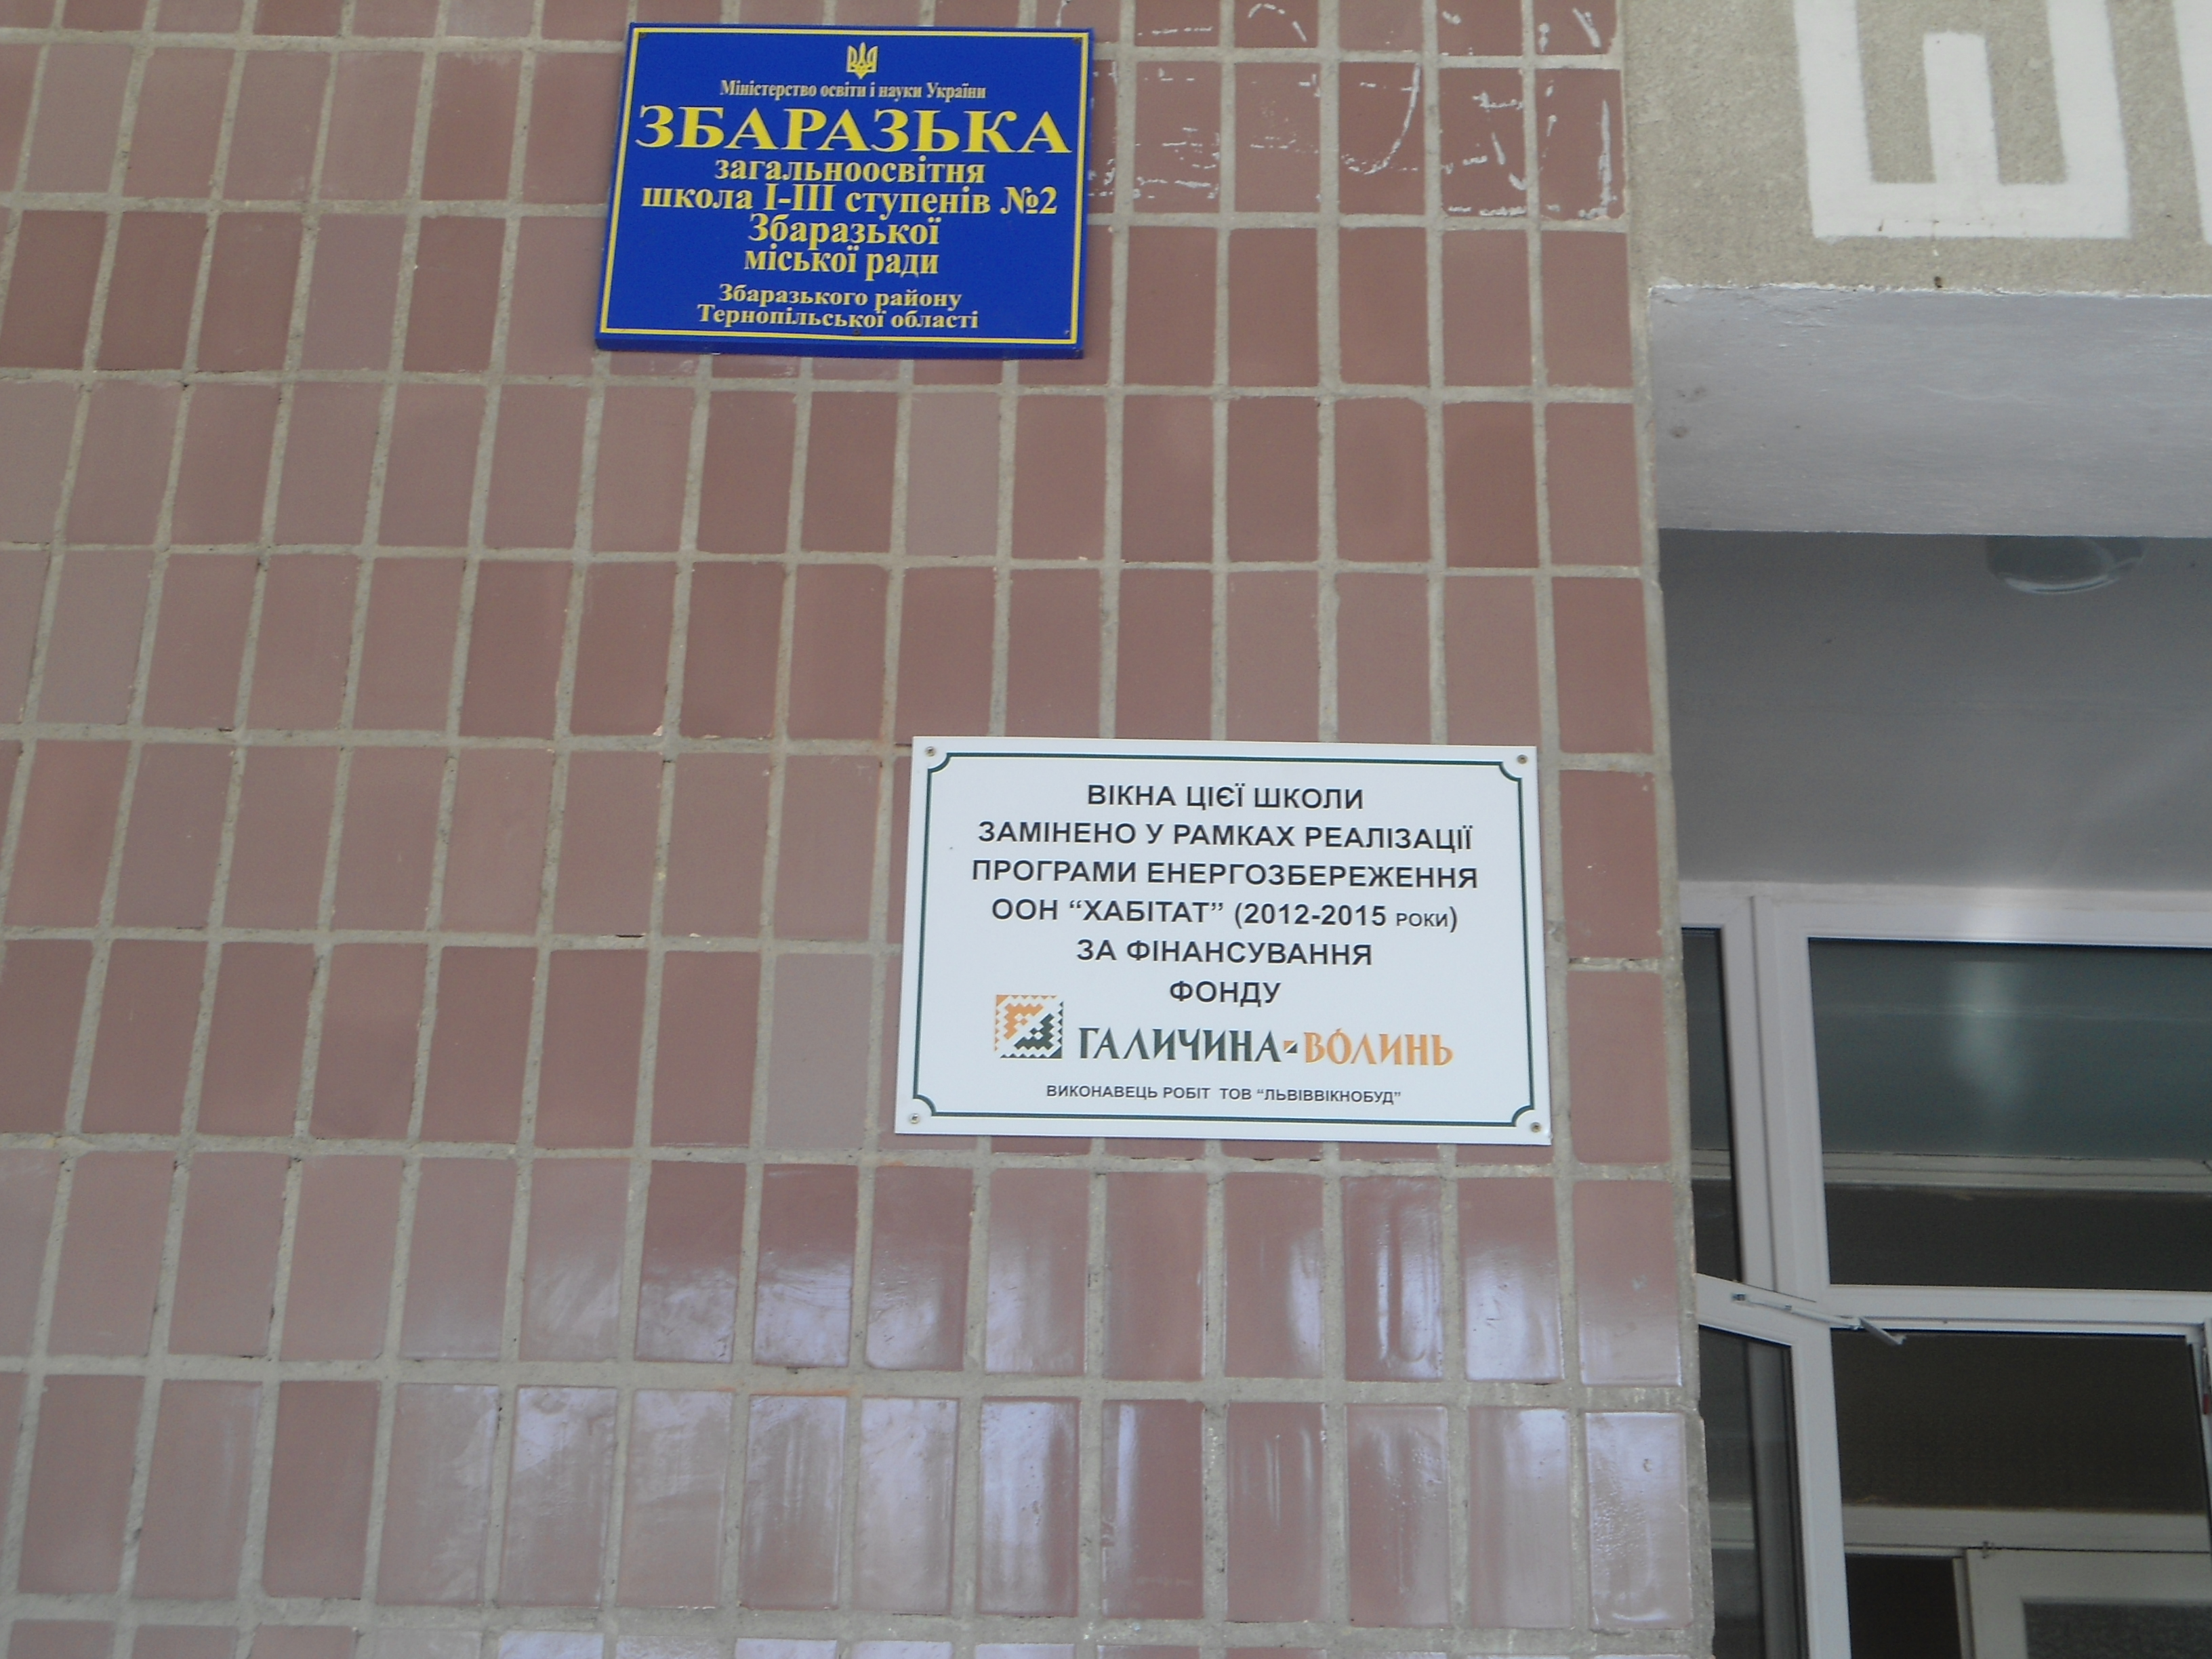 Міністерство освіти і науки України
ЗБАРАЗЬКА
загальноосвітня
школа І-ІІІ ступенів №2
Збаразької
міської ради
Збаразького району
Тернопільської області
ВІКНА ЦІЄЇ ШКОЛИ
ЗАМІНЕНО У РАМКАХ РЕАЛІЗАЦІЇ
ПРОГРАМИ ЕНЕРГОЗБЕРЕЖЕННЯ
ООН “ХАБІТАТ” (2012-2015 РОКИ)
ЗА ФІНАНСУВАННЯ
ФОНДУ
ГАЛИЧИНА-ВО́ЛИНЬ
ВИКОНАВЕЦЬ РОБІТ ТОВ “ЛЬВІВВІКНОБУД”